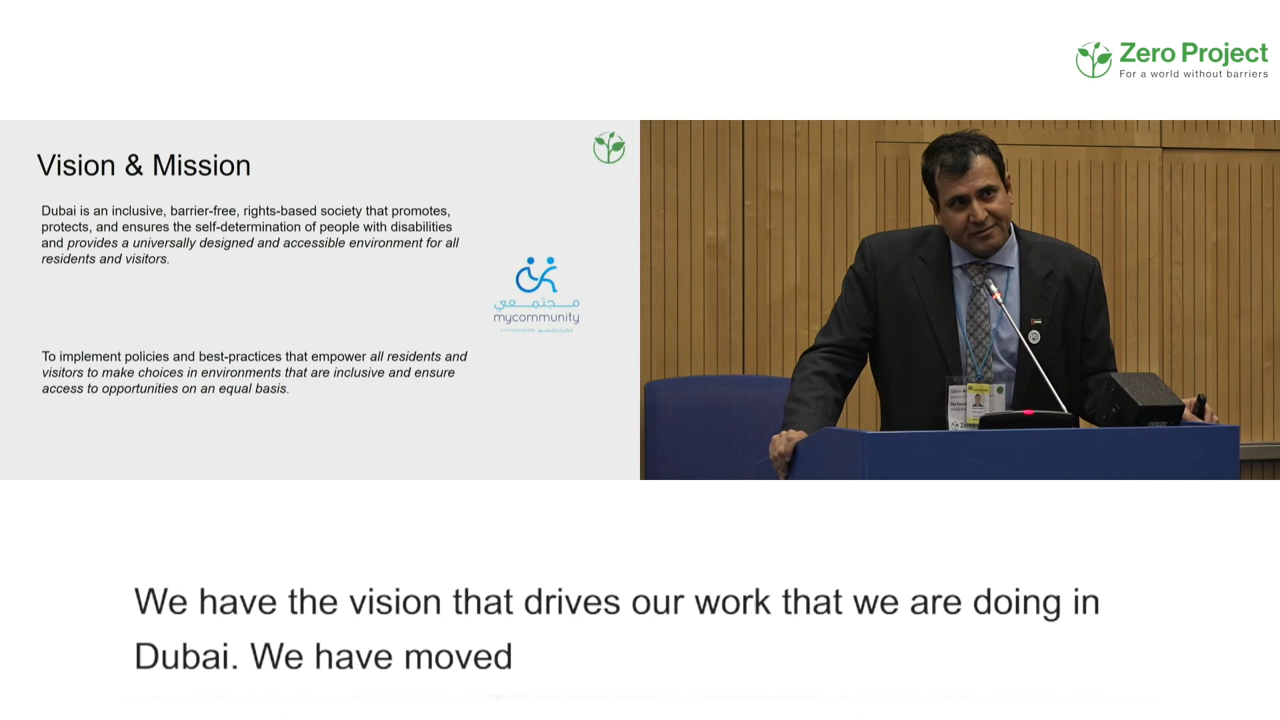 Zero Project
For a world without barriers
Vision & Mission
Dubai is an inclusive, barrier-free, rights-based society that promotes,
protects, and ensures the self-determination of people with disabilities
and provides a universally designed and accessible environment for all
residents and visitors.
مجتمعي
mycommunity
To implement policies and best-practices that empower all residents and
visitors to make choices in environments that are inclusive and ensure
access to opportunities on an equal basis.
We have the vision that drives our work that we are doing in
Dubai. We have moved